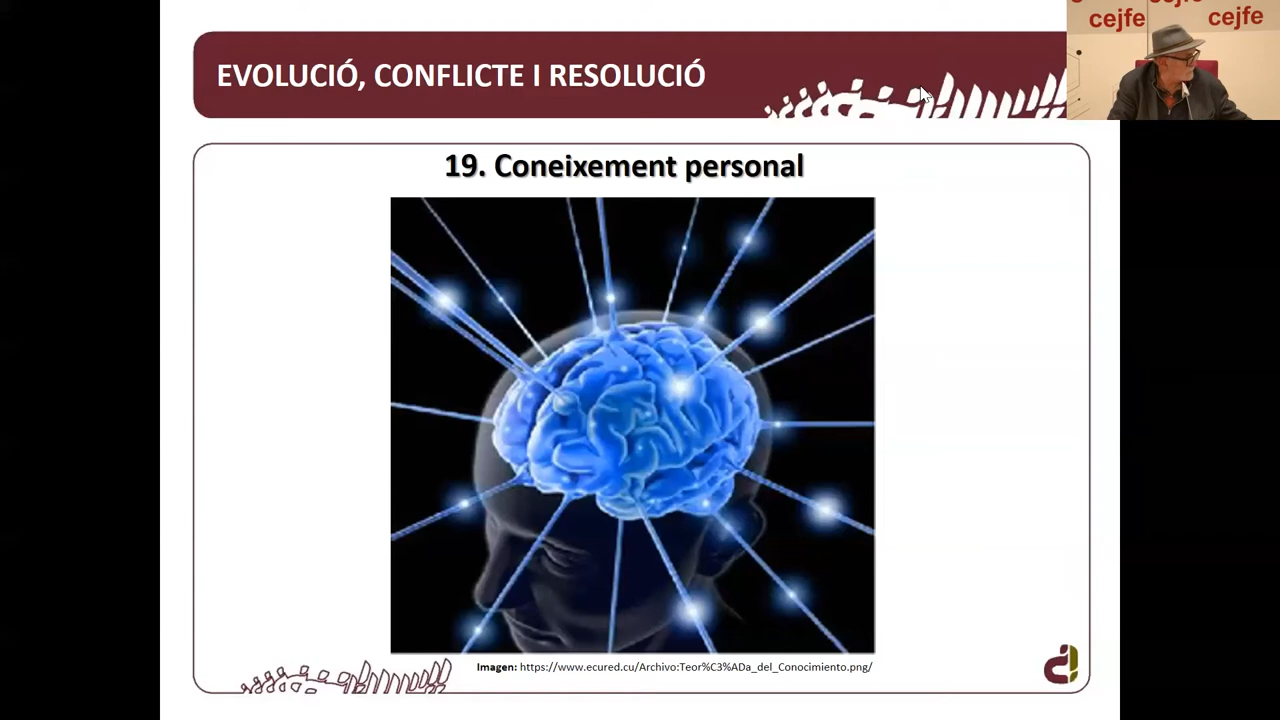 cejfe
cejfe
EVOLUCIÓ, CONFLICTE I RESOLUCIÓ
19. Coneixement personal
Imagen: https://www.ecured.cu/Archivo:Teor%C3%ADa_del_Conocimiento.png/